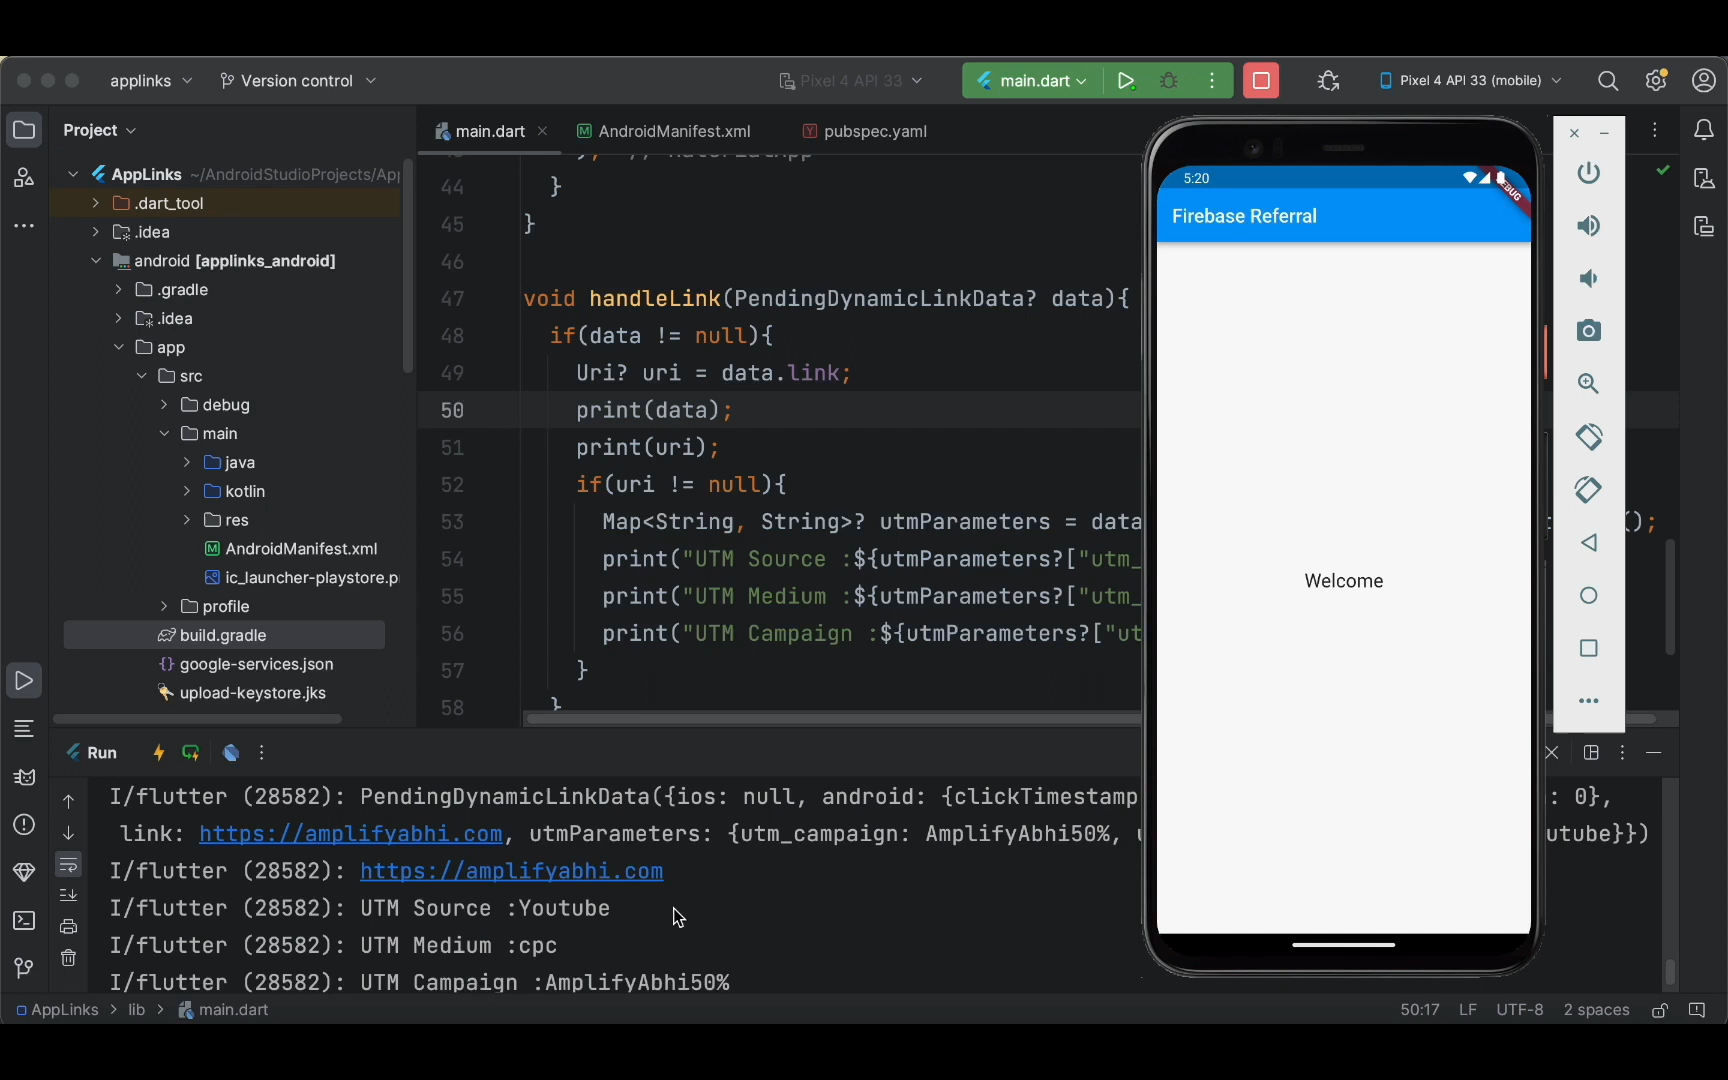 applinks
Version control
Pixel 4 API 33
main.dart
Pixel 4 API 33 (mobile)
Project
main.dart
AndroidManifest.xml
pubspec.yaml
AppLinks ~/AndroidStudioProjects/App
.dart_tool
.idea
android [applinks_android]
.gradle
.idea
app
src
debug
main
java
kotlin
res
AndroidManifest.xml
ic_launcher-playstore.p
profile
build.gradle
google-services.json
upload-keystore.jks
44 }
45 }
46
47 void handleLink(PendingDynamicLinkData? data){
48 if(data != null){
49 Uri? uri = data.link;
50 print(data);
51 print(uri);
52 if(uri != null){
53 Map<String, String>? utmParameters = data ();
54 print("UTM Source :${utmParameters?["utm_
55 print("UTM Medium :${utmParameters?["utm_
56 print("UTM Campaign :${utmParameters?["ut
57 }
58 }
5:20
Firebase Referral
Welcome
Run
I/flutter (28582): PendingDynamicLinkData({ios: null, android: {clickTimestamp : 0},
link: https://amplifyabhi.com, utmParameters: {utm_campaign: AmplifyAbhi50%, utube}})
I/flutter (28582): https://amplifyabhi.com
I/flutter (28582): UTM Source :Youtube
I/flutter (28582): UTM Medium :cpc
I/flutter (28582): UTM Campaign :AmplifyAbhi50%
AppLinks > lib > main.dart
50:17 LF UTF-8 2 spaces